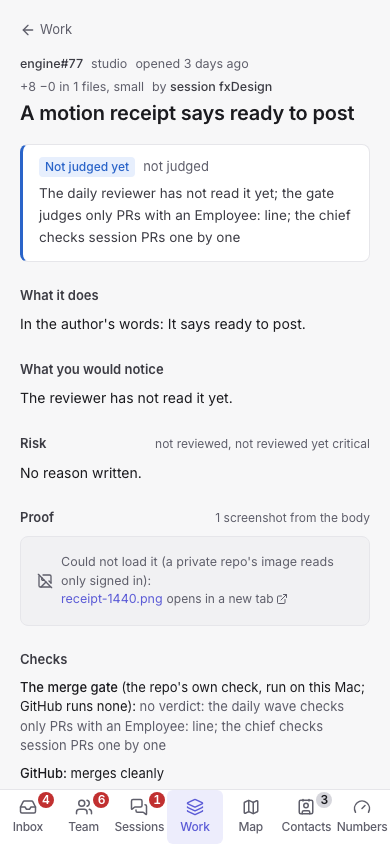 Work
engine#77 studio opened 3 days ago
+8 −0 in 1 files, small by session fxDesign
A motion receipt says ready to post
Not judged yet not judged
The daily reviewer has not read it yet; the gate
judges only PRs with an Employee: line; the chief
checks session PRs one by one
What it does
In the author's words: It says ready to post.
What you would notice
The reviewer has not read it yet.
Risk not reviewed, not reviewed yet critical
No reason written.
Proof 1 screenshot from the body
Could not load it (a private repo's image reads
only signed in):
receipt-1440.png opens in a new tab
Checks
The merge gate (the repo's own check, run on this Mac;
GitHub runs none): no verdict: the daily wave checks
only PRs with an Employee: line; the chief checks
session PRs one by one
GitHub: merges cleanly
4 6 1 3
Inbox Team Sessions Work Map Contacts Numbers